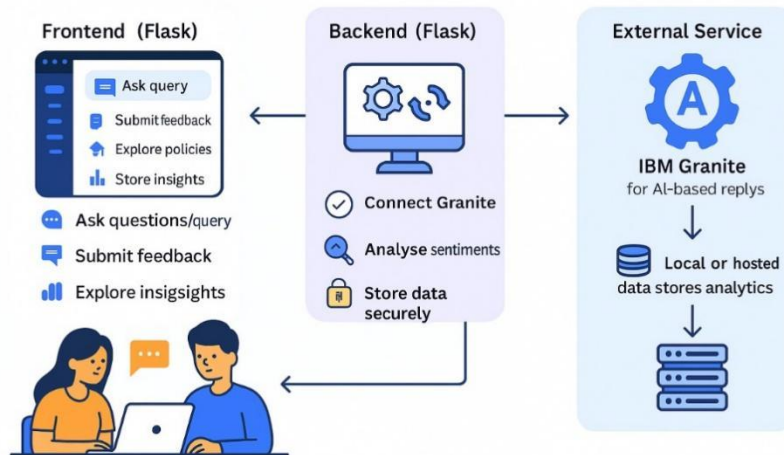 Frontend (Flask)
Ask query
Submit feedback
Explore policies
Store insights
Ask questions/query
Submit feedback
Explore insigsights
Backend (Flask)
Connect Granite
Analyse sentiments
Store data
securely
External Service
A
IBM Granite
for AI-based replys
Local or hosted
data stores analytics